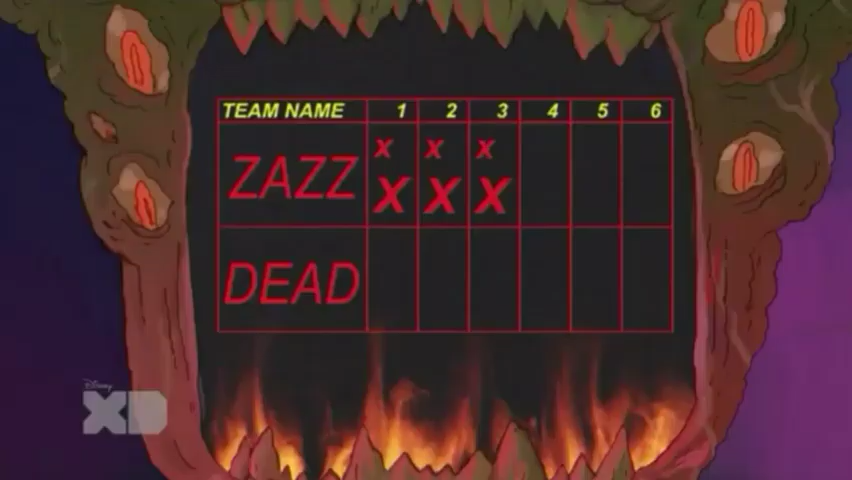 TEAM NAME 1 2 3 4 5 6
x x x
ZAZZ X X X
DEAD
Disney
XD